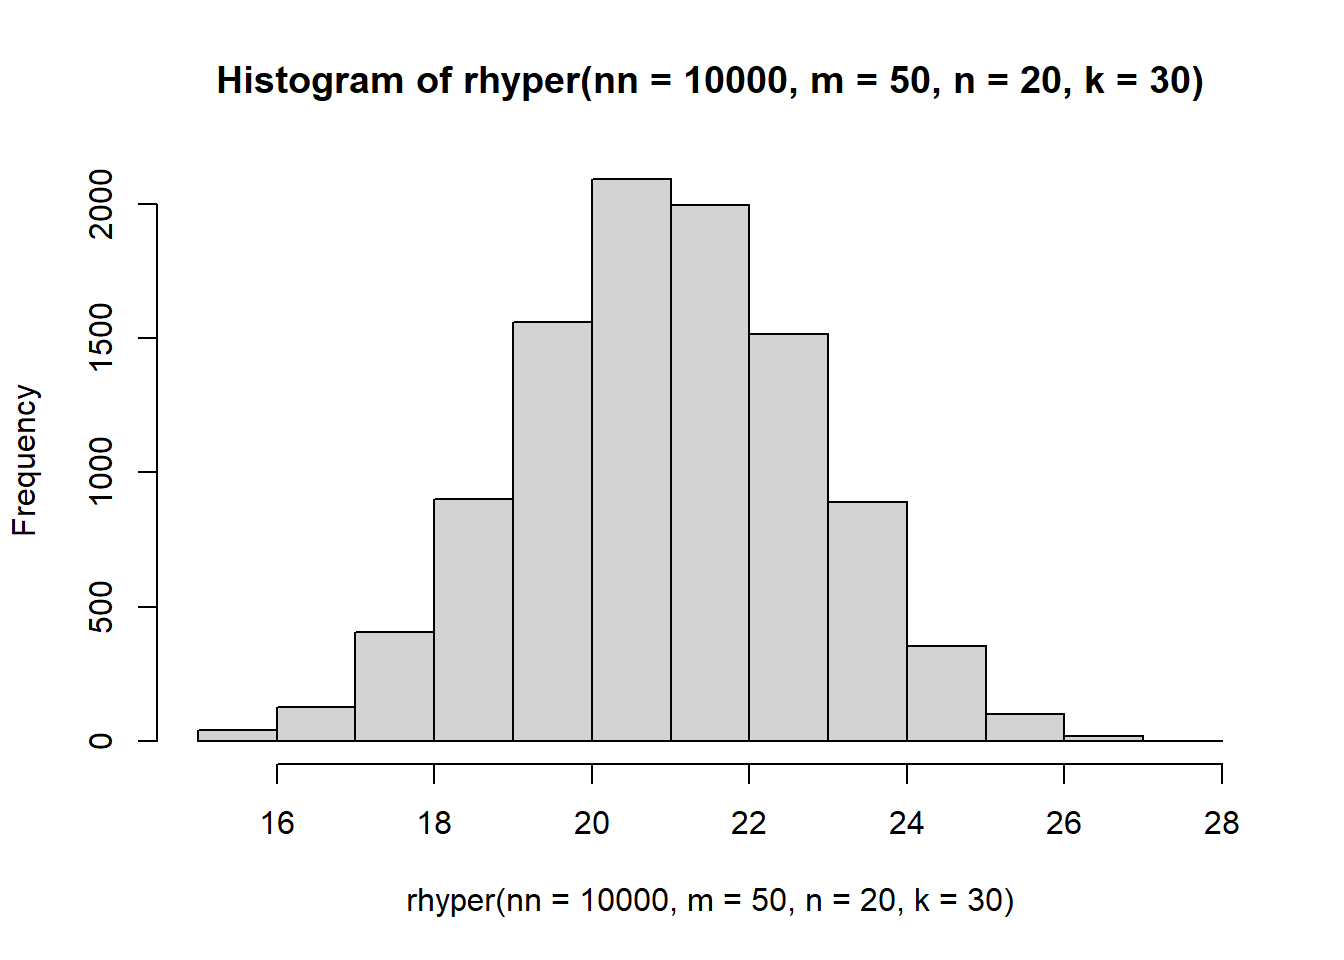 Histogram of rhyper(nn = 10000, m = 50, n = 20, k = 30)
Frequency
2000
1500
1000
500
0
16 18 20 22 24 26 28
rhyper(nn = 10000, m = 50, n = 20, k = 30)